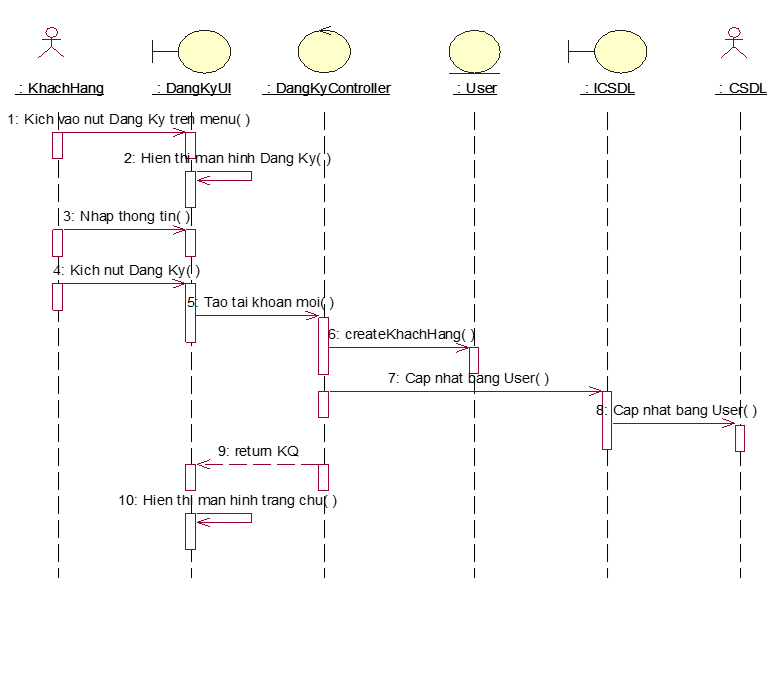 : KhachHang
: DangKyUI
: DangKyController
: User
: ICSDL
: CSDL
1: Kich vao nut Dang Ky tren menu( )
2: Hien thi man hinh Dang Ky( )
3: Nhap thong tin( )
4: Kich nut Dang Ky( )
5: Tao tai khoan moi( )
6: createKhachHang( )
7: Cap nhat bang User( )
8: Cap nhat bang User( )
9: return KQ
10: Hien thi man hinh trang chu( )